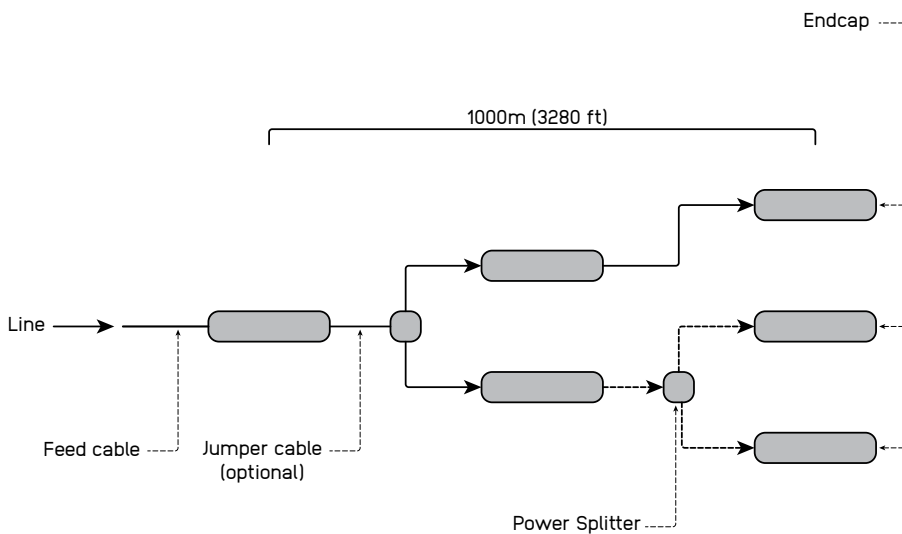 Endcap
1000m (3280 ft)
Line
Feed cable
Jumper cable
(optional)
Power Splitter